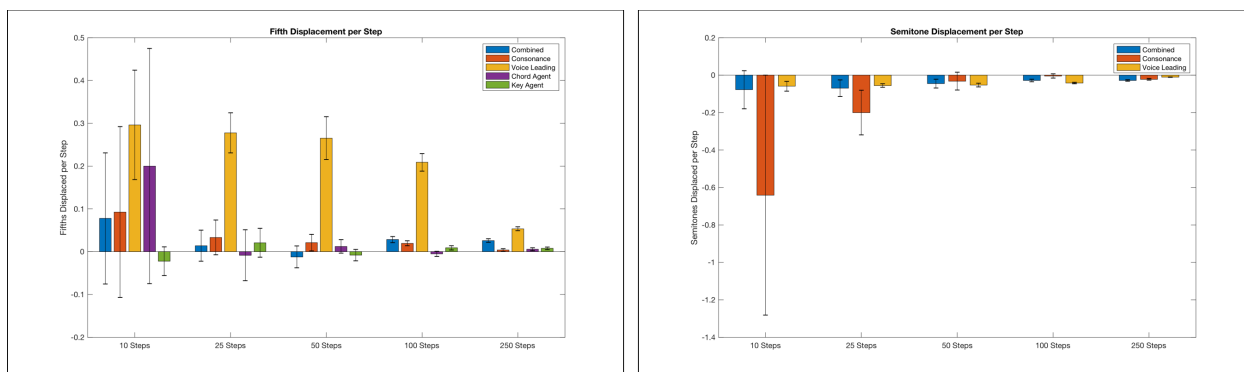 Fifth Displacement per Step
Fifths Displaced per Step
0.5
0.4
0.3
0.2
0.1
0
-0.1
-0.2
Combined
Consonance
Voice Leading
Chord Agent
Key Agent
10 Steps
25 Steps
50 Steps
100 Steps
250 Steps
Semitone Displacement per Step
Semitones Displaced per Step
0.2
0
-0.2
-0.4
-0.6
-0.8
-1
-1.2
-1.4
Combined
Consonance
Voice Leading
10 Steps
25 Steps
50 Steps
100 Steps
250 Steps